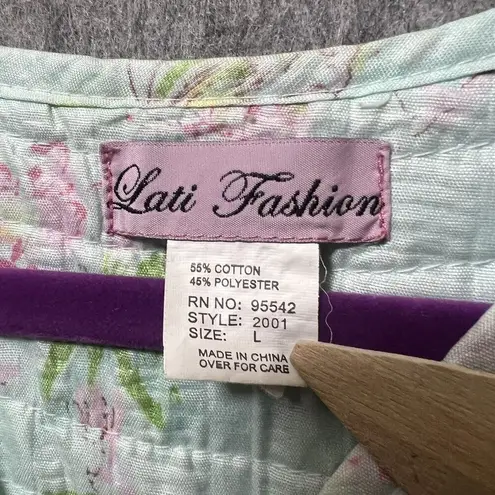 Lati Fashion
55% COTTON
45% POLYESTER
RN NO: 95542
STYLE: 2001
SIZE: L
MADE IN CHINA
OVER FOR CARE